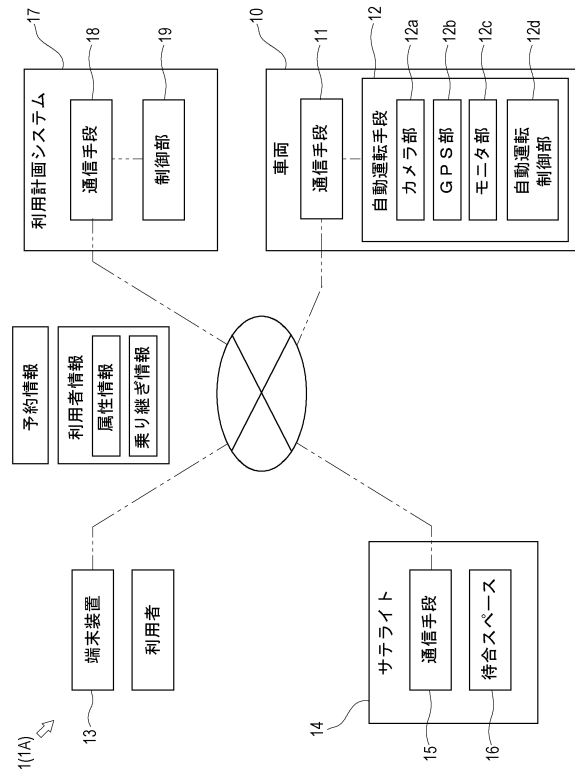 1(1A)
13
端末装置
利用者
予約情報
利用者情報
属性情報
乗り継ぎ情報
17
利用計画システム
18
通信手段
19
制御部
14
サテライト
15
通信手段
16
待合スペース
10
車両
11
通信手段
12
自動運転手段
12a
カメラ部
12b
GPS部
12c
モニタ部
12d
自動運転
制御部